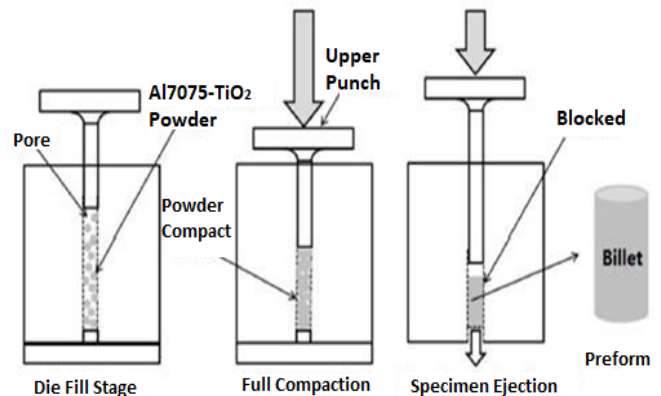 Al7075-TiO₂
Powder
Pore
Upper
Punch
Powder
Compact
Blocked
Billet
Preform
Die Fill Stage
Full Compaction
Specimen Ejection